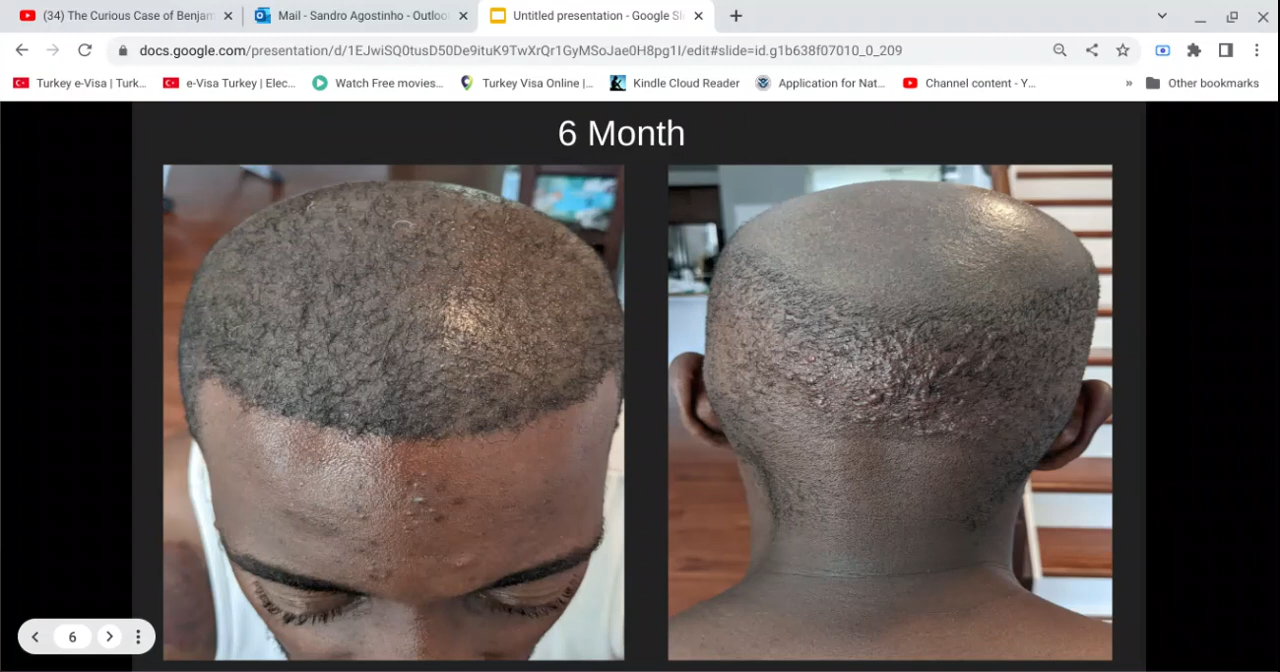 (34) The Curious Case of Benjam
Mail - Sandro Agostinho - Outloo
Untitled presentation - Google Sl
docs.google.com/presentation/d/1EJwiSQ0tusD50De9ituK9TwXrQr1GyMSoJae0H8pg1I/edit#slide=id.g1b638f07010_0_209
Turkey e-Visa | Turk...
e-Visa Turkey | Elec...
Watch Free movies...
Turkey Visa Online |...
Kindle Cloud Reader
Application for Nat...
Channel content - Y...
»
Other bookmarks
6 Month
6